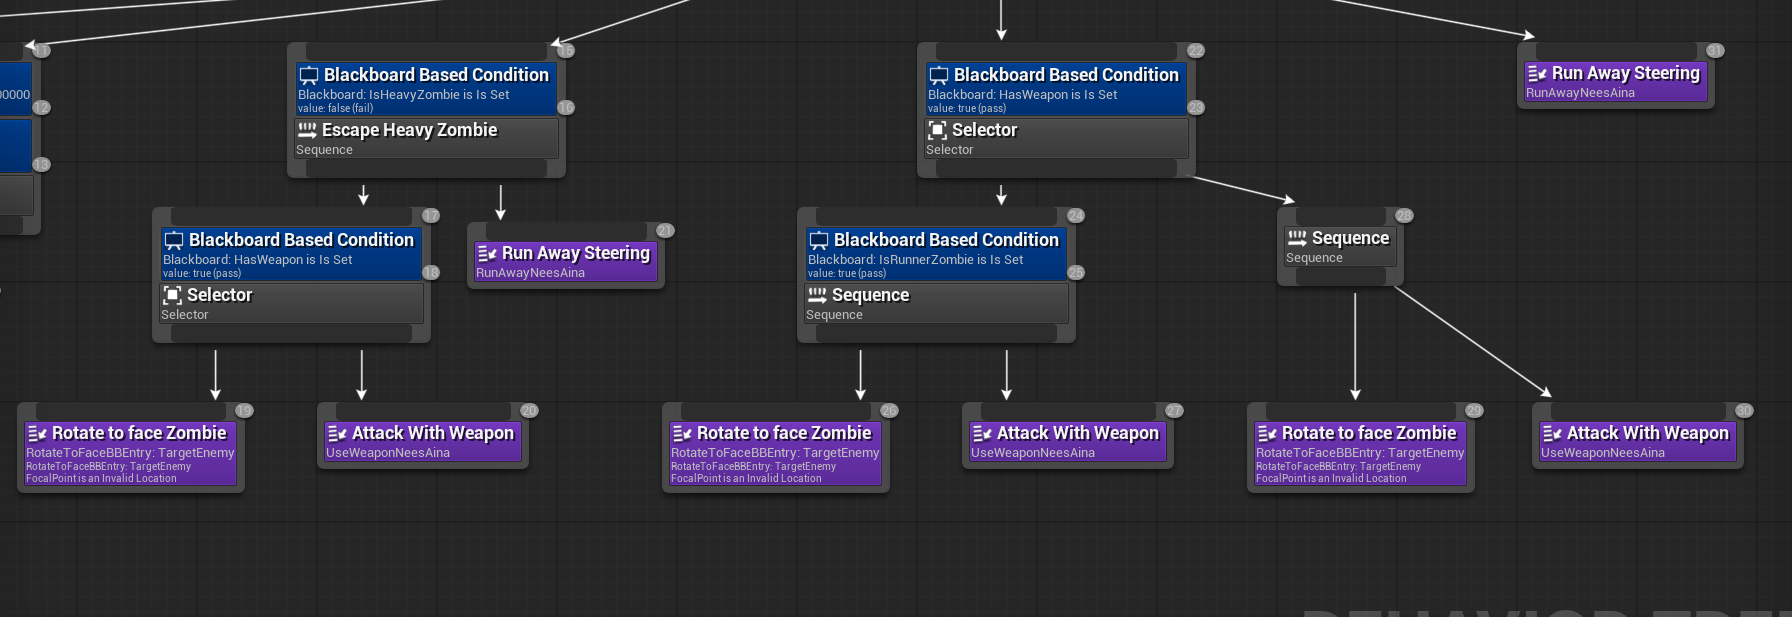 11
00000
12
13
15
Blackboard Based Condition
Blackboard: IsHeavyZombie is Is Set
value: false (fail)
16
Escape Heavy Zombie
Sequence
22
Blackboard Based Condition
Blackboard: HasWeapon is Is Set
value: true (pass)
23
Selector
Selector
31
Run Away Steering
RunAwayNeesAina
17
Blackboard Based Condition
Blackboard: HasWeapon is Is Set
value: true (pass)
18
Selector
Selector
21
Run Away Steering
RunAwayNeesAina
24
Blackboard Based Condition
Blackboard: IsRunnerZombie is Is Set
value: true (pass)
25
Sequence
Sequence
28
Sequence
Sequence
19
Rotate to face Zombie
RotateToFaceBBEntry: TargetEnemy
RotateToFaceBBEntry: TargetEnemy
FocalPoint is an Invalid Location
20
Attack With Weapon
UseWeaponNeesAina
26
Rotate to face Zombie
RotateToFaceBBEntry: TargetEnemy
RotateToFaceBBEntry: TargetEnemy
FocalPoint is an Invalid Location
27
Attack With Weapon
UseWeaponNeesAina
29
Rotate to face Zombie
RotateToFaceBBEntry: TargetEnemy
RotateToFaceBBEntry: TargetEnemy
FocalPoint is an Invalid Location
30
Attack With Weapon
UseWeaponNeesAina